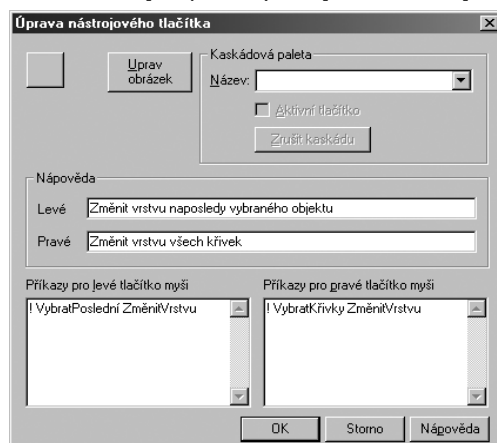 Úprava nástrojového tlačítka
Uprav
obrázek
Kaskádová paleta
Název:
Aktivní tlačítko
Zrušit kaskádu
Nápověda
Levé Změnit vrstvu naposledy vybraného objektu
Pravé Změnit vrstvu všech křivek
Příkazy pro levé tlačítko myši
! VybratPoslední ZměnitVrstvu
Příkazy pro pravé tlačítko myši
! VybratKřivky ZměnitVrstvu
OK Storno Nápověda